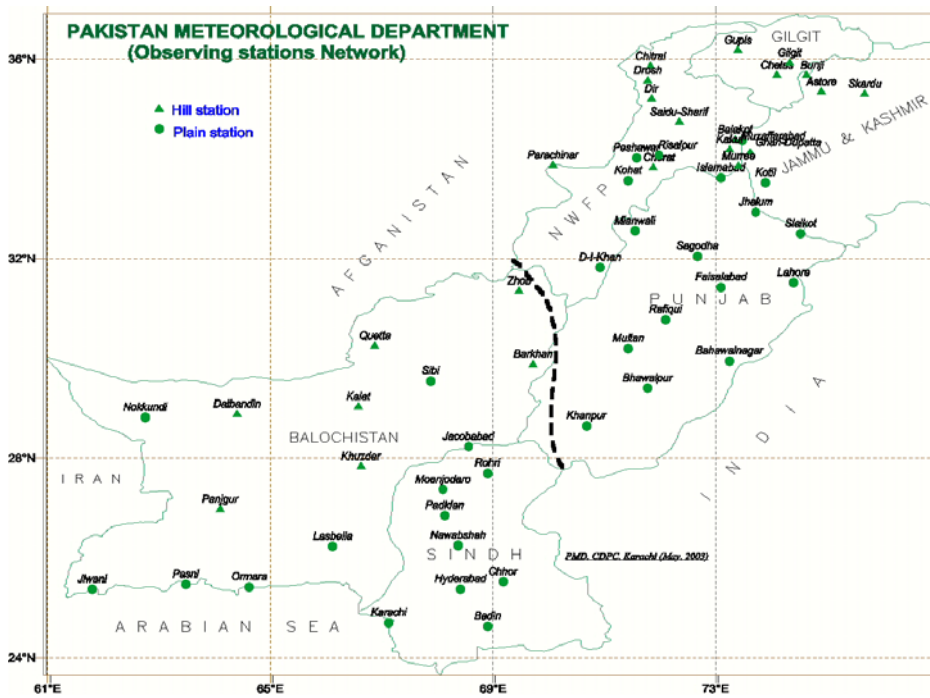 PAKISTAN METEOROLOGICAL DEPARTMENT
(Observing stations Network)
Hill station
Plain station
36°N
32°N
28°N
24°N
61°E
65°E
69°E
73°E
GILGIT
Gupis
Gilgit
Chelas
Bunji
Astore
Skardu
Chitral
Drosh
Dir
Saidu-Sharif
Balakot
Kakul
Muzaffarabad
Ghari-Dupatta
Murree
Islamabad
Kotli
JAMMU & KASHMIR
Parachinar
Peshawar
Risalpur
Cherat
Kohat
NWFP
AFGANISTAN
Jhelum
Sialkot
Mianwali
Sagodha
D-I-Khan
Faisalabad
Lahore
PUNJAB
Rafiqui
Multan
Bahawalnagar
Bhawalpur
Khanpur
INDIA
Zhob
Quetta
Barkhan
Sibi
Kalat
Dalbandin
Nokkundi
BALOCHISTAN
Khuzdar
Jacobabad
Rohri
IRAN
Panjgur
Moenjodaro
Padidan
Lasbella
Nawabshah
SINDH
PMD, CDPC, Karachi (May, 2003)
Jiwani
Pasni
Ormara
Hyderabad
Chhor
Karachi
Badin
ARABIAN SEA